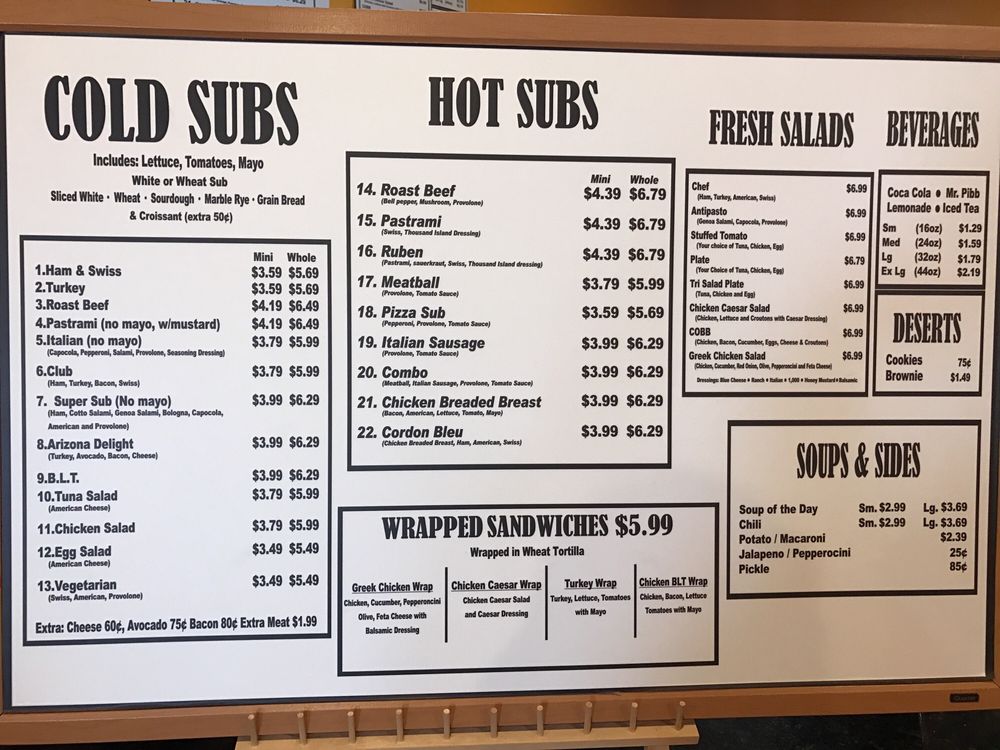 COLD SUBS
Includes: Lettuce, Tomatoes, Mayo
White or Wheat Sub
Sliced White • Wheat • Sourdough • Marble Rye • Grain Bread
& Croissant (extra 50¢)
Mini Whole
1.Ham & Swiss $3.59 $5.69
2.Turkey $3.59 $5.69
3.Roast Beef $4.19 $6.49
4.Pastrami (no mayo, w/mustard) $4.19 $6.49
5.Italian (no mayo) $3.79 $5.99
(Capocola, Pepperoni, Salami, Provolone, Seasoning Dressing)
6.Club $3.79 $5.99
(Ham, Turkey, Bacon, Swiss)
7. Super Sub (No mayo) $3.99 $6.29
(Ham, Cotto Salami, Genoa Salami, Bologna, Capocola,
American and Provolone)
8.Arizona Delight $3.99 $6.29
(Turkey, Avocado, Bacon, Cheese)
9.B.L.T. $3.99 $6.29
10.Tuna Salad $3.79 $5.99
(American Cheese)
11.Chicken Salad $3.79 $5.99
12.Egg Salad $3.49 $5.49
(American Cheese)
13.Vegetarian $3.49 $5.49
(Swiss, American, Provolone)
Extra: Cheese 60¢, Avocado 75¢ Bacon 80¢ Extra Meat $1.99
HOT SUBS
Mini Whole
14. Roast Beef $4.39 $6.79
(Bell pepper, Mushroom, Provolone)
15. Pastrami $4.39 $6.79
(Swiss, Thousand Island Dressing)
16. Ruben $4.39 $6.79
(Pastrami, sauerkraut, Swiss, Thousand Island dressing)
17. Meatball $3.79 $5.99
(Provolone, Tomato Sauce)
18. Pizza Sub $3.59 $5.69
(Pepperoni, Provolone, Tomato Sauce)
19. Italian Sausage $3.99 $6.29
(Provolone, Tomato Sauce)
20. Combo $3.99 $6.29
(Meatball, Italian Sausage, Provolone, Tomato Sauce)
21. Chicken Breaded Breast $3.99 $6.29
(Bacon, American, Lettuce, Tomato, Mayo)
22. Cordon Bleu $3.99 $6.29
(Chicken Breaded Breast, Ham, American, Swiss)
WRAPPED SANDWICHES $5.99
Wrapped in Wheat Tortilla
Greek Chicken Wrap
Chicken, Cucumber, Pepperoncini
Olive, Feta Cheese with
Balsamic Dressing
Chicken Caesar Wrap
Chicken Caesar Salad
and Caesar Dressing
Turkey Wrap
Turkey, Lettuce, Tomatoes
with Mayo
Chicken BLT Wrap
Chicken, Bacon, Lettuce
Tomatoes with Mayo
FRESH SALADS
Chef $6.99
(Ham, Turkey, American, Swiss)
Antipasto $6.99
(Genoa Salami, Capocola, Provolone)
Stuffed Tomato $6.99
(Your choice of Tuna, Chicken, Egg)
Plate $6.79
(Your Choice of Tuna, Chicken, Egg)
Tri Salad Plate $6.99
(Tuna, Chicken and Egg)
Chicken Caesar Salad $6.99
(Chicken, Lettuce and Croutons with Caesar Dressing)
COBB $6.99
(Chicken, Bacon, Cucumber, Eggs, Cheese & Croutons)
Greek Chicken Salad $6.99
(Chicken, Cucumber, Red Onion, Olive, Pepperoncini and Feta Cheese)
Dressings: Blue Cheese • Ranch • Italian • 1,000 • Honey Mustard • Balsamic
BEVERAGES
Coca Cola • Mr. Pibb
Lemonade • Iced Tea
Sm (16oz) $1.29
Med (24oz) $1.59
Lg (32oz) $1.79
Ex Lg (44oz) $2.19
DESERTS
Cookies 75¢
Brownie $1.49
SOUPS & SIDES
Soup of the Day Sm. $2.99 Lg. $3.69
Chili Sm. $2.99 Lg. $3.69
Potato / Macaroni $2.39
Jalapeno / Pepperocini 25¢
Pickle 85¢